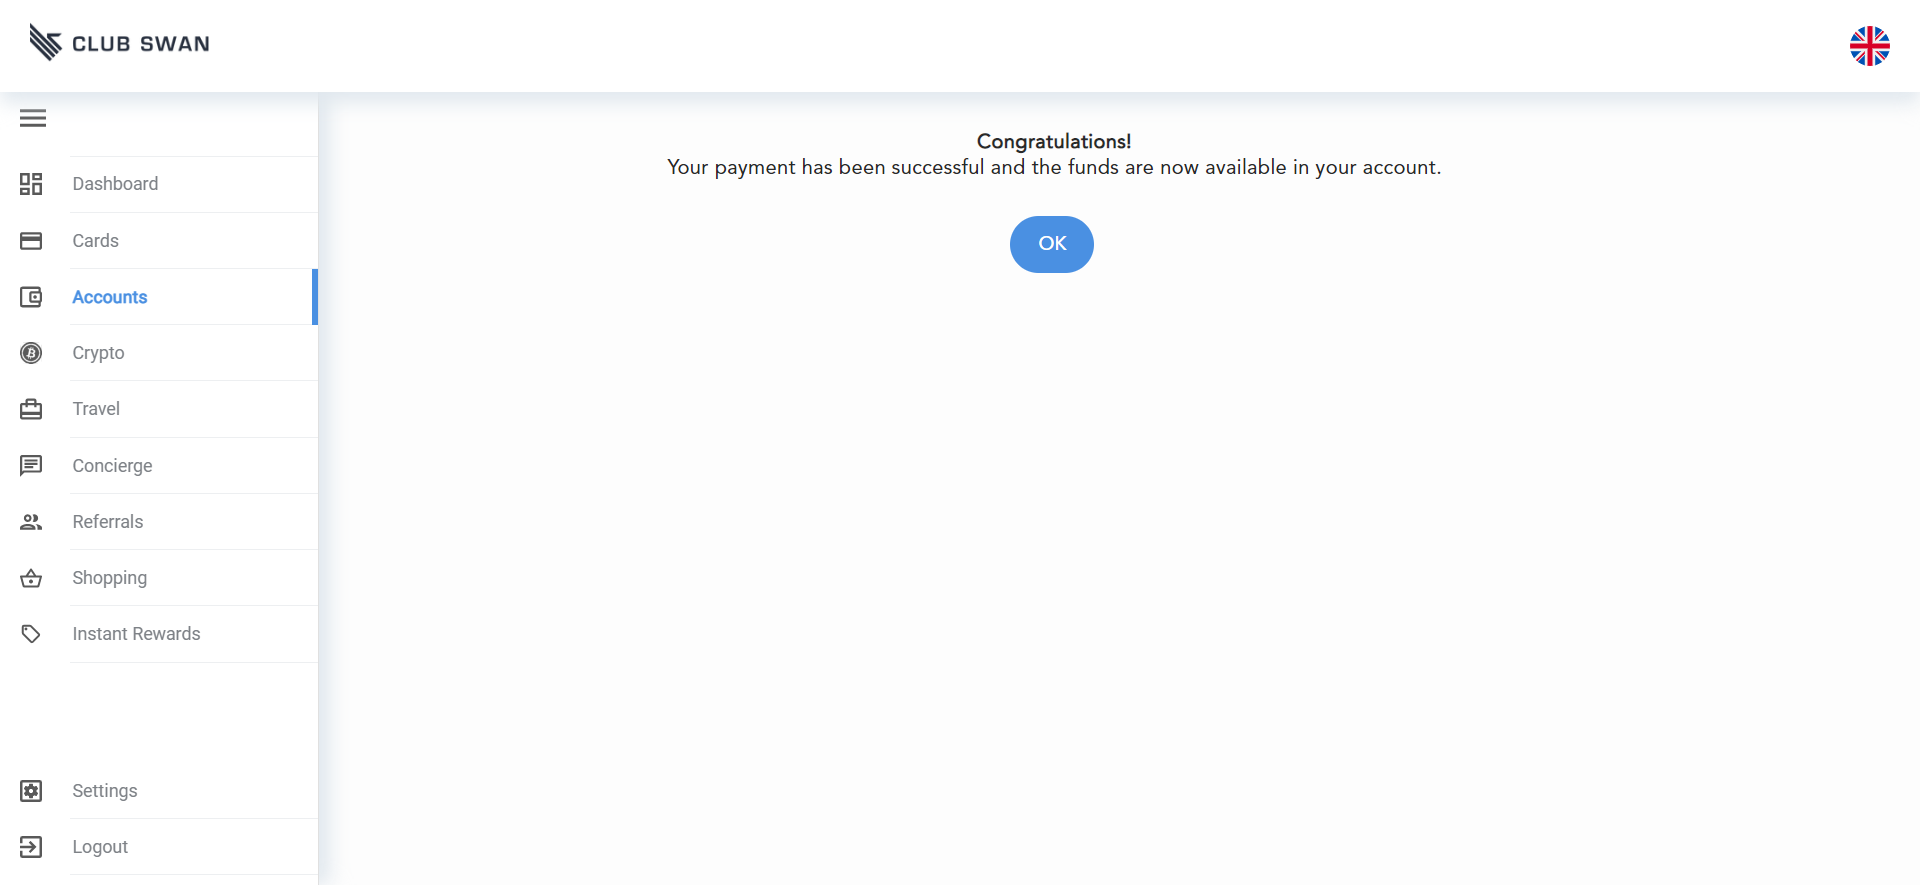 CLUB SWAN
Dashboard
Cards
Accounts
Crypto
Travel
Concierge
Referrals
Shopping
Instant Rewards
Settings
Logout
Congratulations!
Your payment has been successful and the funds are now available in your account.
OK